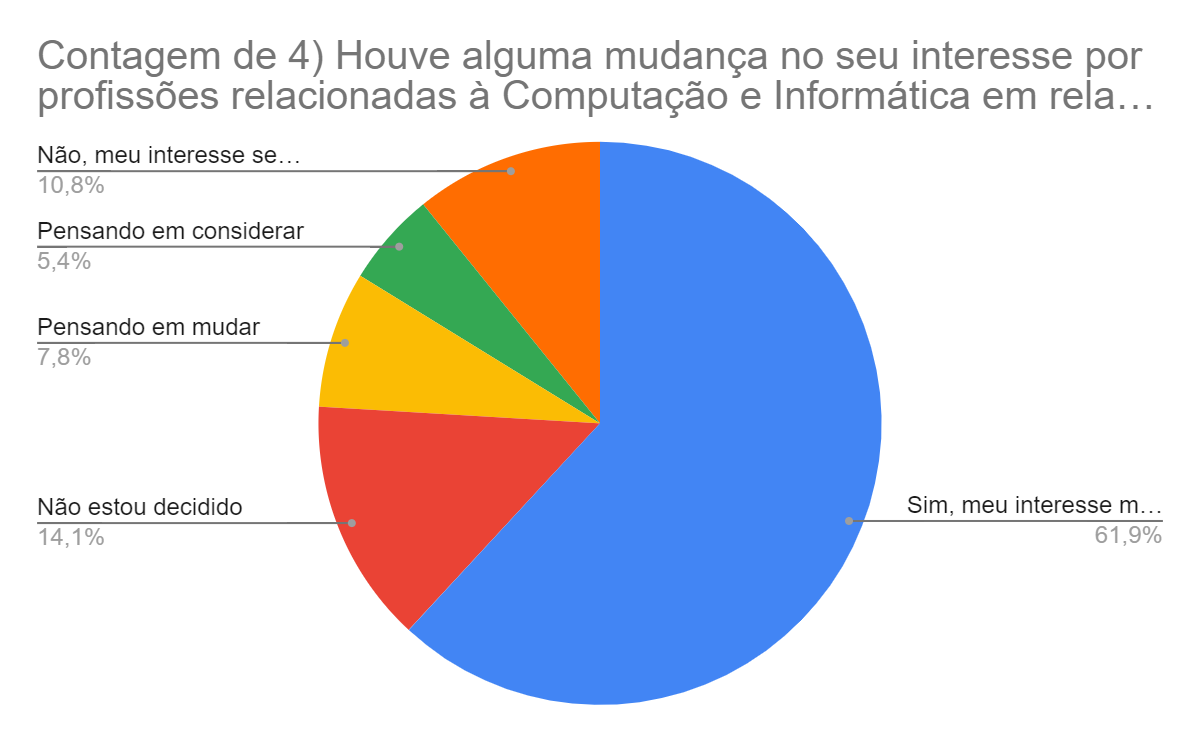 Contagem de 4) Houve alguma mudança no seu interesse por
profissões relacionadas à Computação e Informática em rela…
Não, meu interesse se…
10,8%
Pensando em considerar
5,4%
Pensando em mudar
7,8%
Não estou decidido
14,1%
Sim, meu interesse m…
61,9%